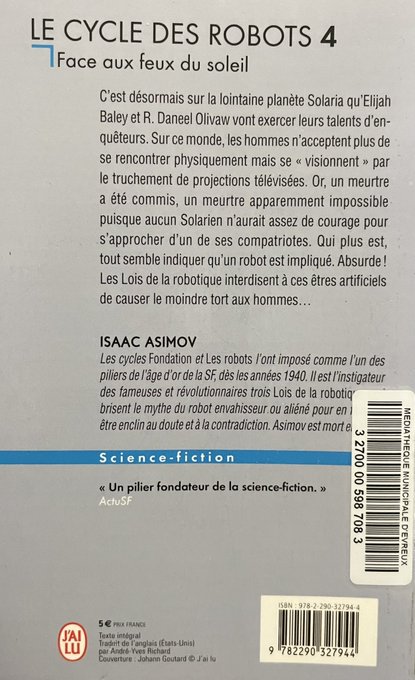 LE CYCLE DES ROBOTS 4
Face aux feux du soleil
C'est désormais sur la lointaine planète Solaria qu'Elijah
Baley et R. Daneel Olivaw vont exercer leurs talents d'en-
quêteurs. Sur ce monde, les hommes n'acceptent plus de
se rencontrer physiquement mais se « visionnent » par
le truchement de projections télévisées. Or, un meurtre
a été commis, un meurtre apparemment impossible
puisque aucun Solarien n'aurait assez de courage pour
s'approcher d'un de ses compatriotes. Qui plus est,
tout semble indiquer qu'un robot est impliqué. Absurde !
Les Lois de la robotique interdisent à ces êtres artificiels
de causer le moindre tort aux hommes...
ISAAC ASIMOV
Les cycles Fondation et Les robots l'ont imposé comme l'un des
piliers de l'âge d'or de la SF, dès les années 1940. Il est l'instigateur
des fameuses et révolutionnaires trois Lois de la robotique
brisent le mythe du robot envahisseur ou aliéné pour en
être enclin au doute et à la contradiction. Asimov est mort
Science-fiction
« Un pilier fondateur de la science-fiction. »
ActuSF
MEDIATHEQUE MUNICIPALE D'EVREUX
3 2700 00 598 708 3
J'AI LU
5 € PRIX FRANCE
Texte intégral
Traduit de l'anglais (États-Unis)
par André-Yves Richard
Couverture : Johann Goutard © J'ai lu
ISBN : 978-2-290-32794-4
9 782290 327944